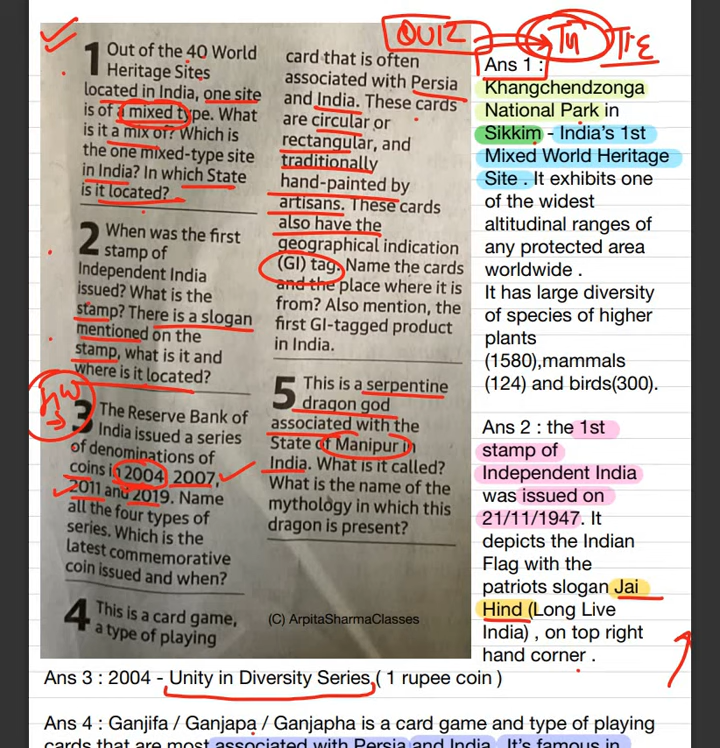 QUIZ
TIE
1 Out of the 40 World
Heritage Sites
located in India, one site
is of a mixed type. What
is it a mix of? Which is
the one mixed-type site
in India? In which State
is it located?
2 When was the first
stamp of
Independent India
issued? What is the
stamp? There is a slogan
mentioned on the
stamp, what is it and
where is it located?
HW
3 The Reserve Bank of
India issued a series
of denominations of
coins in 2004, 2007,
2011 and 2019. Name
all the four types of
series. Which is the
latest commemorative
coin issued and when?
4 This is a card game,
a type of playing
card that is often
associated with Persia
and India. These cards
are circular or
rectangular, and
traditionally
hand-painted by
artisans. These cards
also have the
geographical indication
(GI) tag. Name the cards
and the place where it is
from? Also mention, the
first GI-tagged product
in India.
5 This is a serpentine
dragon god
associated with the
State of Manipur in
India. What is it called?
What is the name of the
mythology in which this
dragon is present?
(C) ArpitaSharmaClasses
Ans 1 :
Khangchendzonga
National Park in
Sikkim - India's 1st
Mixed World Heritage
Site . It exhibits one
of the widest
altitudinal ranges of
any protected area
worldwide .
It has large diversity
of species of higher
plants
(1580),mammals
(124) and birds(300).
Ans 2 : the 1st
stamp of
Independent India
was issued on
21/11/1947. It
depicts the Indian
Flag with the
patriots slogan Jai
Hind (Long Live
India) , on top right
hand corner .
Ans 3 : 2004 - Unity in Diversity Series,( 1 rupee coin )
Ans 4 : Ganjifa / Ganjapa / Ganjapha is a card game and type of playing
cards that are most associated with Persia and India. It's famous in